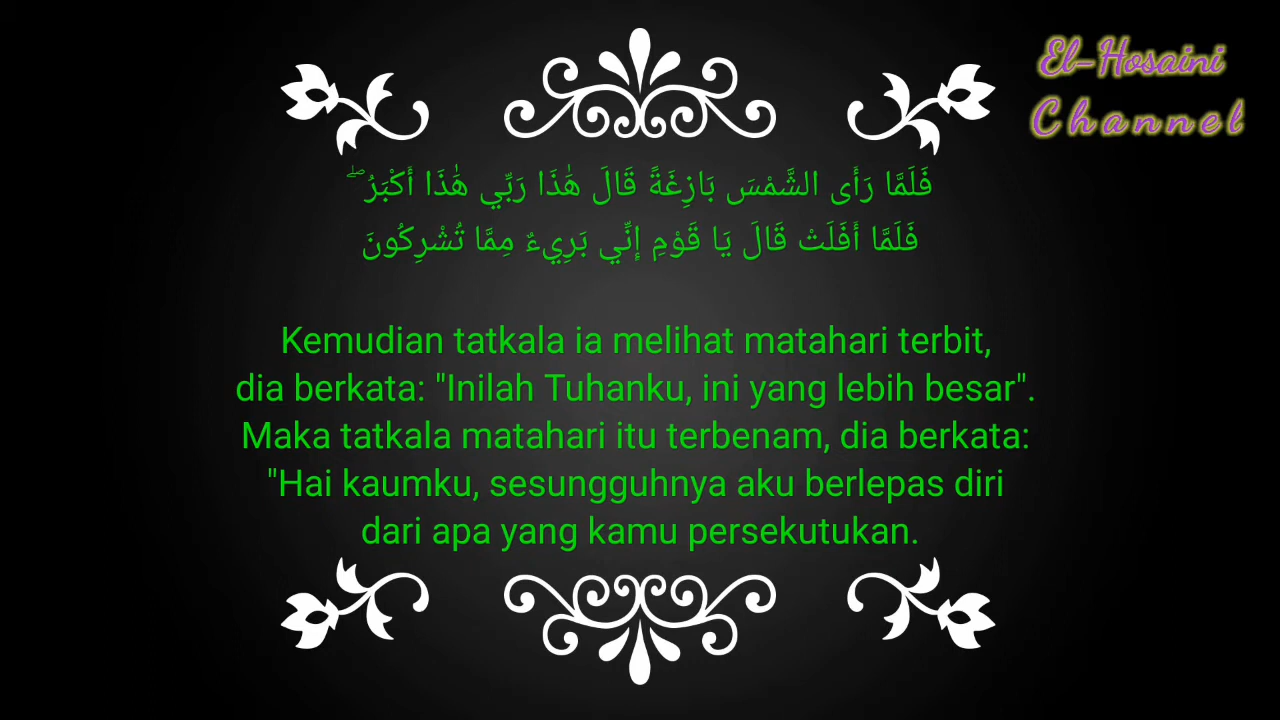 El-Hosaini
Channel
فَلَمَّا رَأَى الشَّمْسَ بَازِغَةً قَالَ هَٰذَا رَبِّي هَٰذَا أَكْبَرُ ۖ
فَلَمَّا أَفَلَتْ قَالَ يَا قَوْمِ إِنِّي بَرِيءٌ مِمَّا تُشْرِكُونَ
Kemudian tatkala ia melihat matahari terbit,
dia berkata: "Inilah Tuhanku, ini yang lebih besar".
Maka tatkala matahari itu terbenam, dia berkata:
"Hai kaumku, sesungguhnya aku berlepas diri
dari apa yang kamu persekutukan.